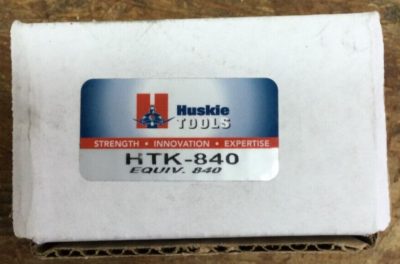 H
Huskie
TOOLS
STRENGTH • INNOVATION • EXPERTISE
HTK-840
EQUIV. 840